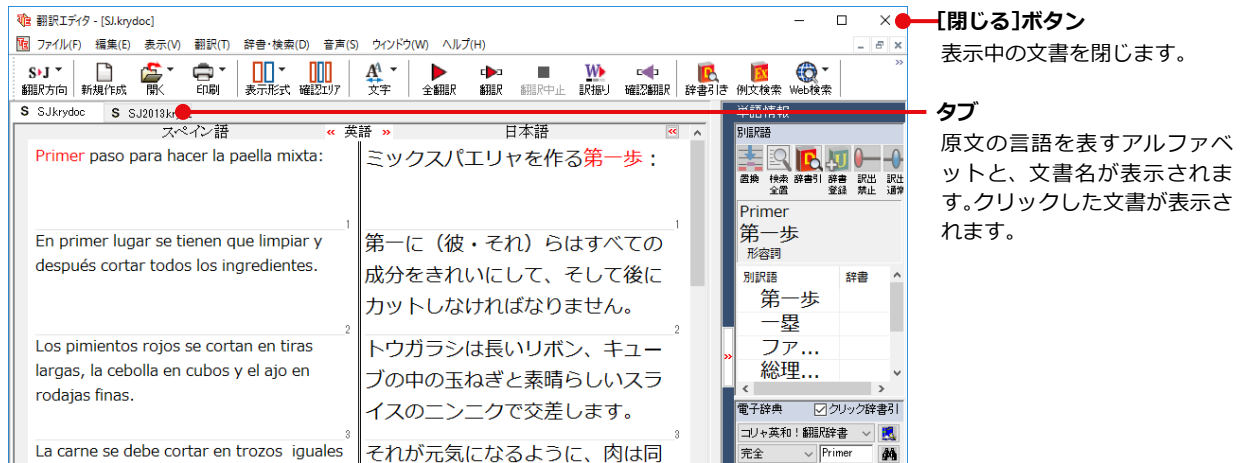 翻訳エディタ - [SJ.krydoc]
ファイル(F) 編集(E) 表示(V) 翻訳(T) 辞書・検索(D) 音声(S) ウインドウ(W) ヘルプ(H)
S›J
翻訳方向 新規作成 開く 印刷 表示形式 確認エリア 文字 全翻訳 翻訳 翻訳中止 訳振り 確認翻訳 辞書引き 例文検索 Web検索
S SJ.krydoc S SJ2013kr
単語情報
スペイン語 « 英語 » 日本語 «
Primer paso para hacer la paella mixta:
1
ミックスパエリャを作る第一歩：
1
En primer lugar se tienen que limpiar y
después cortar todos los ingredientes.
2
第一に（彼・それ）らはすべての
成分をきれいにして、そして後に
カットしなければなりません。
2
Los pimientos rojos se cortan en tiras
largas, la cebolla en cubos y el ajo en
rodajas finas.
3
トウガラシは長いリボン、キュー
ブの中の玉ねぎと素晴らしいスラ
イスのニンニクで交差します。
3
La carne se debe cortar en trozos iguales
それが元気になるように、肉は同
別訳語
置換 検索全置 辞書引 辞書登録 訳出禁止 訳出通常
Primer
第一歩
形容詞
別訳語 辞書
第一歩
一塁
ファ...
総理...
»
電子辞典 クリック辞書引
コリャ英和！翻訳辞書
完全 Primer
[閉じる]ボタン
表示中の文書を閉じます。
タブ
原文の言語を表すアルファベ
ットと、文書名が表示されま
す。クリックした文書が表示さ
れます。